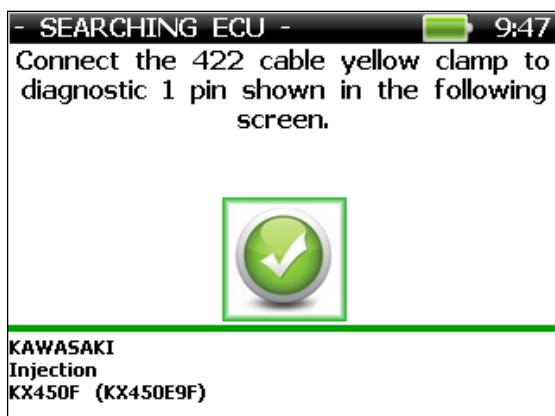 - SEARCHING ECU -
9:47
Connect the 422 cable yellow clamp to
diagnostic 1 pin shown in the following
screen.
KAWASAKI
Injection
KX450F (KX450E9F)